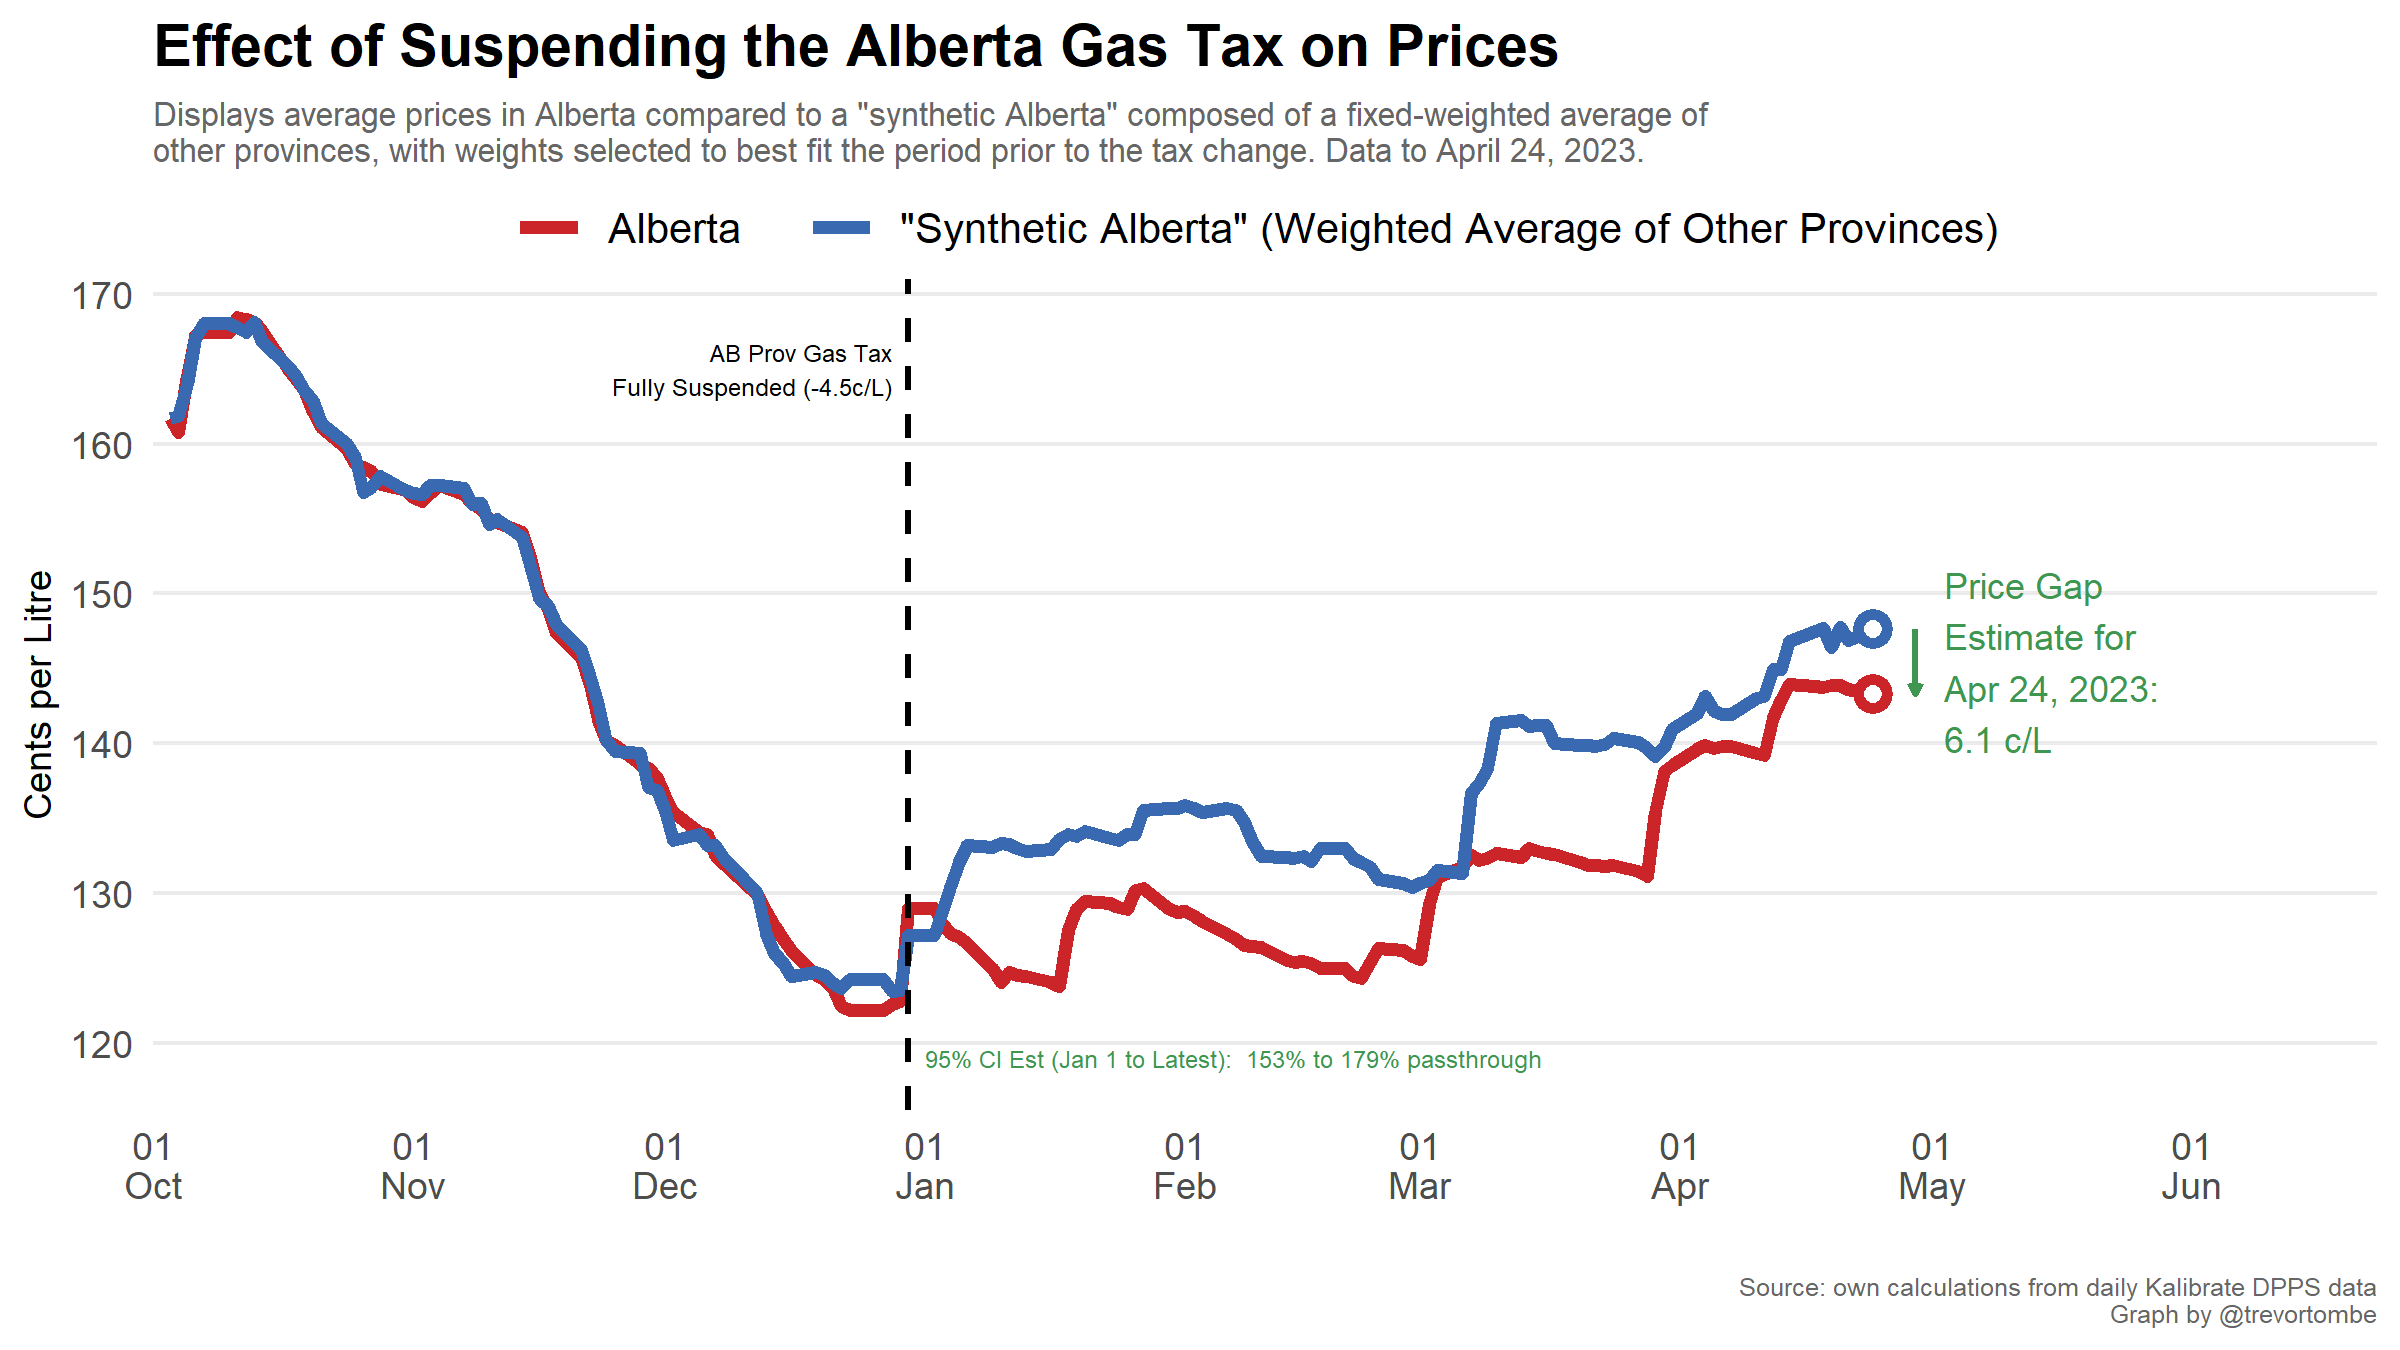 Effect of Suspending the Alberta Gas Tax on Prices
Displays average prices in Alberta compared to a "synthetic Alberta" composed of a fixed-weighted average of
other provinces, with weights selected to best fit the period prior to the tax change. Data to April 24, 2023.
Alberta
"Synthetic Alberta" (Weighted Average of Other Provinces)
Cents per Litre
170
160
150
140
130
120
AB Prov Gas Tax
Fully Suspended (-4.5c/L)
Price Gap
Estimate for
Apr 24, 2023:
6.1 c/L
95% CI Est (Jan 1 to Latest):  153% to 179% passthrough
01 01 01 01 01 01 01 01 01
Oct Nov Dec Jan Feb Mar Apr May Jun
Source: own calculations from daily Kalibrate DPPS data
Graph by @trevortombe